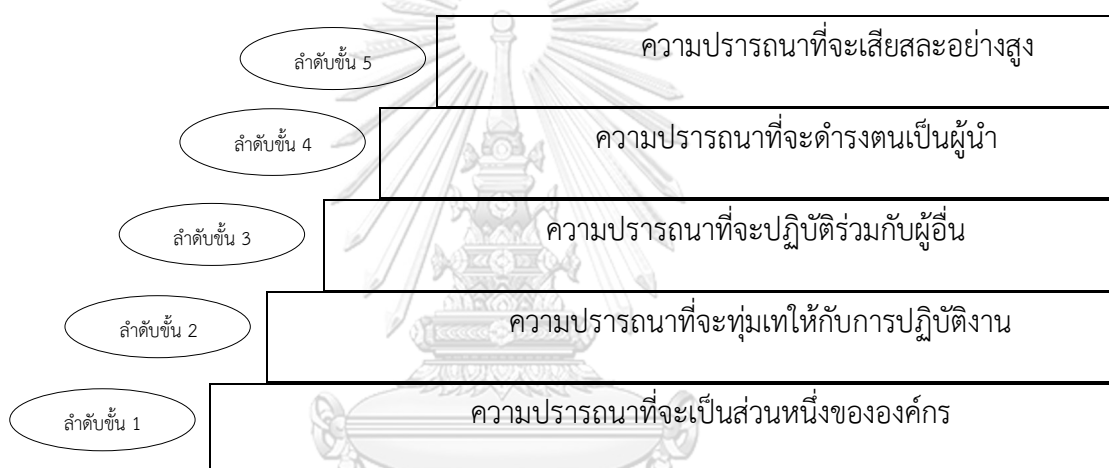 ลำดับขั้น 5
ความปรารถนาที่จะเสียสละอย่างสูง
ลำดับขั้น 4
ความปรารถนาที่จะดำรงตนเป็นผู้นำ
ลำดับขั้น 3
ความปรารถนาที่จะปฏิบัติร่วมกับผู้อื่น
ลำดับขั้น 2
ความปรารถนาที่จะทุ่มเทให้กับการปฏิบัติงาน
ลำดับขั้น 1
ความปรารถนาที่จะเป็นส่วนหนึ่งขององค์กร